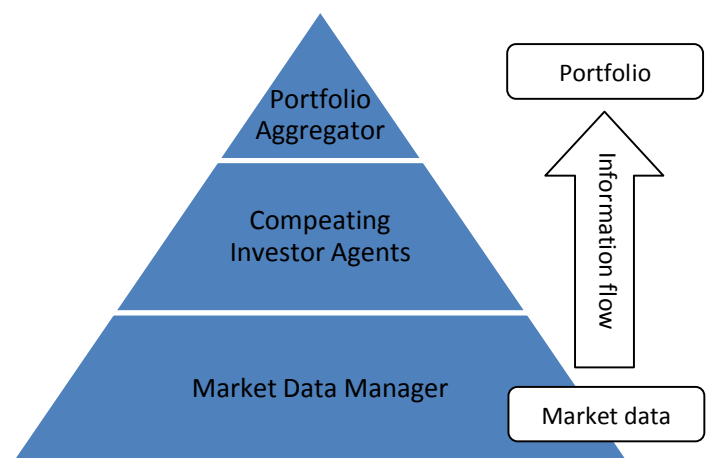 Portfolio
Aggregator
Compeating
Investor Agents
Market Data Manager
Portfolio
Information flow
Market data